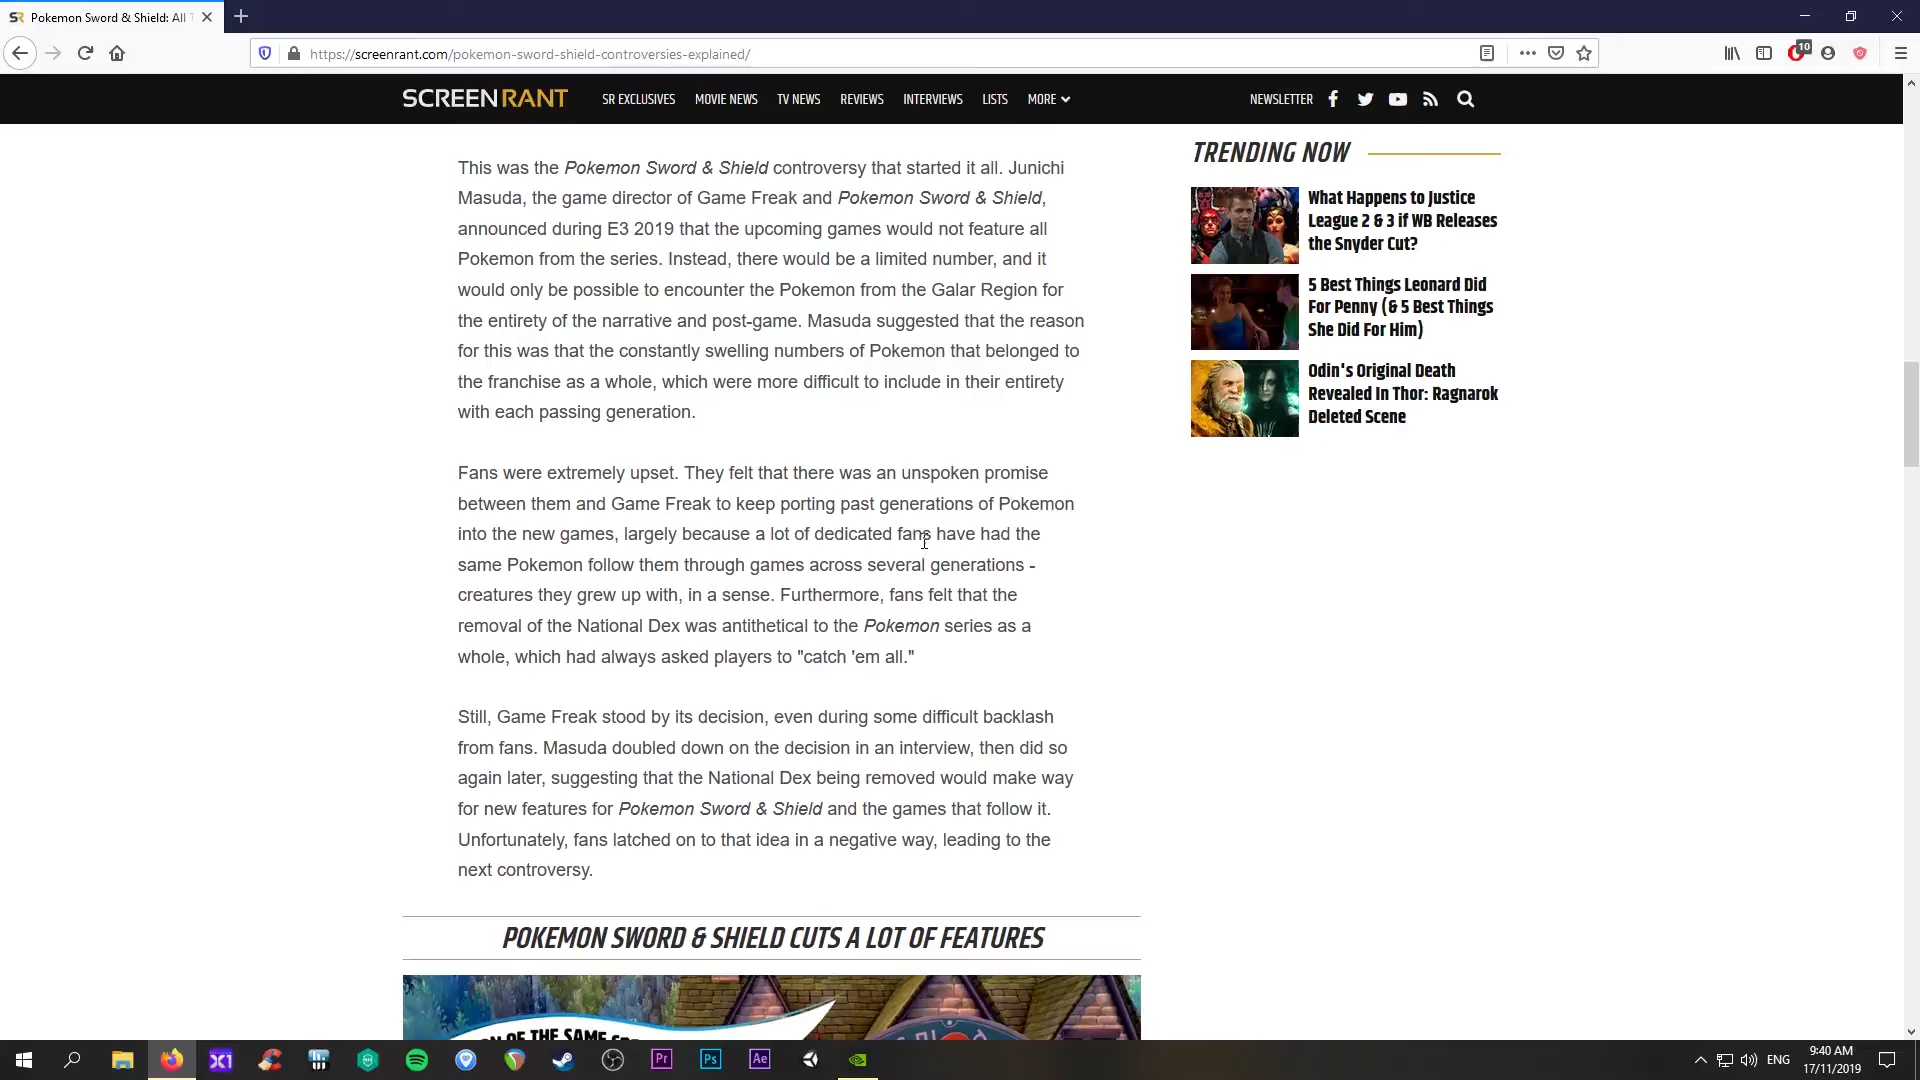 Pokemon Sword & Shield: All T
https://screenrant.com/pokemon-sword-shield-controversies-explained/
10
SCREENRANT
SR EXCLUSIVES MOVIE NEWS TV NEWS REVIEWS INTERVIEWS LISTS MORE
NEWSLETTER
This was the Pokemon Sword & Shield controversy that started it all. Junichi
Masuda, the game director of Game Freak and Pokemon Sword & Shield,
announced during E3 2019 that the upcoming games would not feature all
Pokemon from the series. Instead, there would be a limited number, and it
would only be possible to encounter the Pokemon from the Galar Region for
the entirety of the narrative and post-game. Masuda suggested that the reason
for this was that the constantly swelling numbers of Pokemon that belonged to
the franchise as a whole, which were more difficult to include in their entirety
with each passing generation.
Fans were extremely upset. They felt that there was an unspoken promise
between them and Game Freak to keep porting past generations of Pokemon
into the new games, largely because a lot of dedicated fans have had the
same Pokemon follow them through games across several generations -
creatures they grew up with, in a sense. Furthermore, fans felt that the
removal of the National Dex was antithetical to the Pokemon series as a
whole, which had always asked players to "catch 'em all."
Still, Game Freak stood by its decision, even during some difficult backlash
from fans. Masuda doubled down on the decision in an interview, then did so
again later, suggesting that the National Dex being removed would make way
for new features for Pokemon Sword & Shield and the games that follow it.
Unfortunately, fans latched on to that idea in a negative way, leading to the
next controversy.
POKEMON SWORD & SHIELD CUTS A LOT OF FEATURES
OF THE SAME
TRENDING NOW
What Happens to Justice
League 2 & 3 if WB Releases
the Snyder Cut?
5 Best Things Leonard Did
For Penny (& 5 Best Things
She Did For Him)
Odin's Original Death
Revealed In Thor: Ragnarok
Deleted Scene
X1
Pr
Ps
Ae
ENG
9:40 AM
17/11/2019